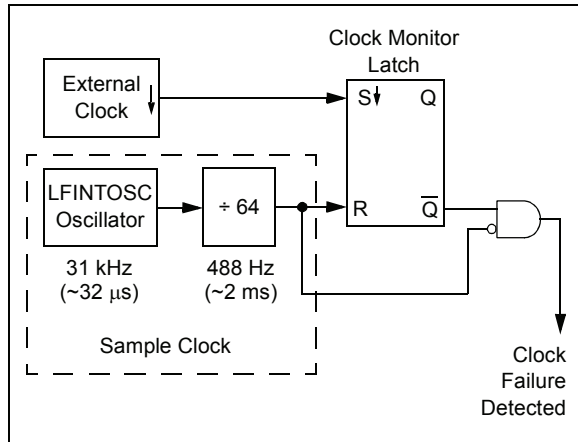 Clock Monitor
Latch
External
Clock
S Q
LFINTOSC
Oscillator
÷ 64
R Q̅
31 kHz
(~32 μs)
488 Hz
(~2 ms)
Sample Clock
Clock
Failure
Detected